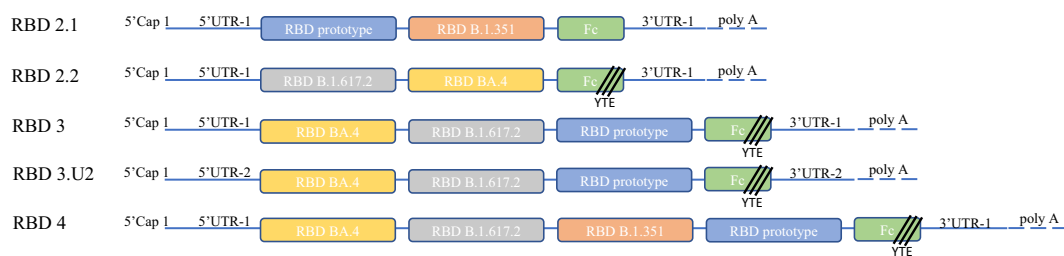 RBD 2.1 5'Cap 1 5'UTR-1 RBD prototype RBD B.1.351 Fc 3'UTR-1 poly A
RBD 2.2 5'Cap 1 5'UTR-1 RBD B.1.617.2 RBD BA.4 Fc 3'UTR-1 poly A
YTE
RBD 3 5'Cap 1 5'UTR-1 RBD BA.4 RBD B.1.617.2 RBD prototype Fc 3'UTR-1 poly A
YTE
RBD 3.U2 5'Cap 1 5'UTR-2 RBD BA.4 RBD B.1.617.2 RBD prototype Fc 3'UTR-2 poly A
YTE
RBD 4 5'Cap 1 5'UTR-1 RBD BA.4 RBD B.1.617.2 RBD B.1.351 RBD prototype Fc 3'UTR-1 poly A
YTE